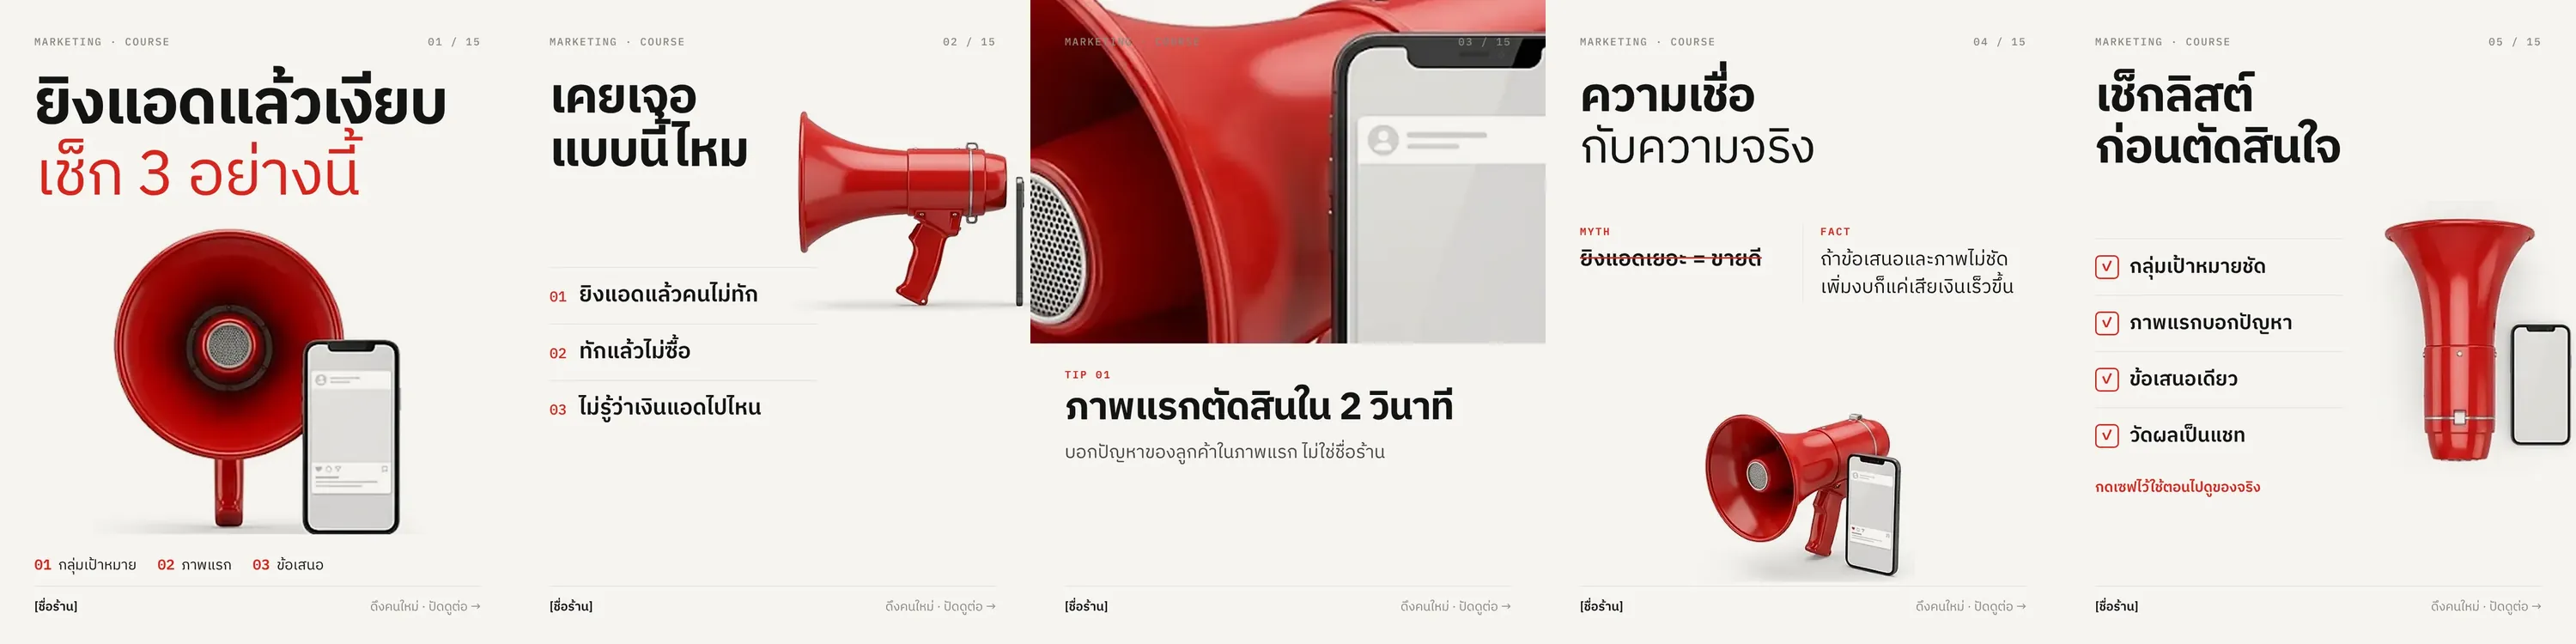 MARKETING · COURSE
01 / 15
ยิงแอดแล้วเงียบ
เช็ก 3 อย่างนี้
01 กลุ่มเป้าหมาย 02 ภาพแรก 03 ข้อเสนอ
[ชื่อร้าน]
ดึงคนใหม่ · ปัดดูต่อ →
MARKETING · COURSE
02 / 15
เคยเจอ
แบบนี้ไหม
01 ยิงแอดแล้วคนไม่ทัก
02 ทักแล้วไม่ซื้อ
03 ไม่รู้ว่าเงินแอดไปไหน
[ชื่อร้าน]
ดึงคนใหม่ · ปัดดูต่อ →
MARKETING · COURSE
03 / 15
TIP 01
ภาพแรกตัดสินใน 2 วินาที
บอกปัญหาของลูกค้าในภาพแรก ไม่ใช่ชื่อร้าน
[ชื่อร้าน]
ดึงคนใหม่ · ปัดดูต่อ →
MARKETING · COURSE
04 / 15
ความเชื่อ
กับความจริง
MYTH
ยิงแอดเยอะ = ขายดี
FACT
ถ้าข้อเสนอและภาพไม่ชัด
เพิ่มงบก็แค่เสียเงินเร็วขึ้น
[ชื่อร้าน]
ดึงคนใหม่ · ปัดดูต่อ →
MARKETING · COURSE
05 / 15
เช็กลิสต์
ก่อนตัดสินใจ
กลุ่มเป้าหมายชัด
ภาพแรกบอกปัญหา
ข้อเสนอเดียว
วัดผลเป็นแชท
กดเซฟไว้ใช้ตอนไปดูของจริง
[ชื่อร้าน]
ดึงคนใหม่ · ปัดดูต่อ →